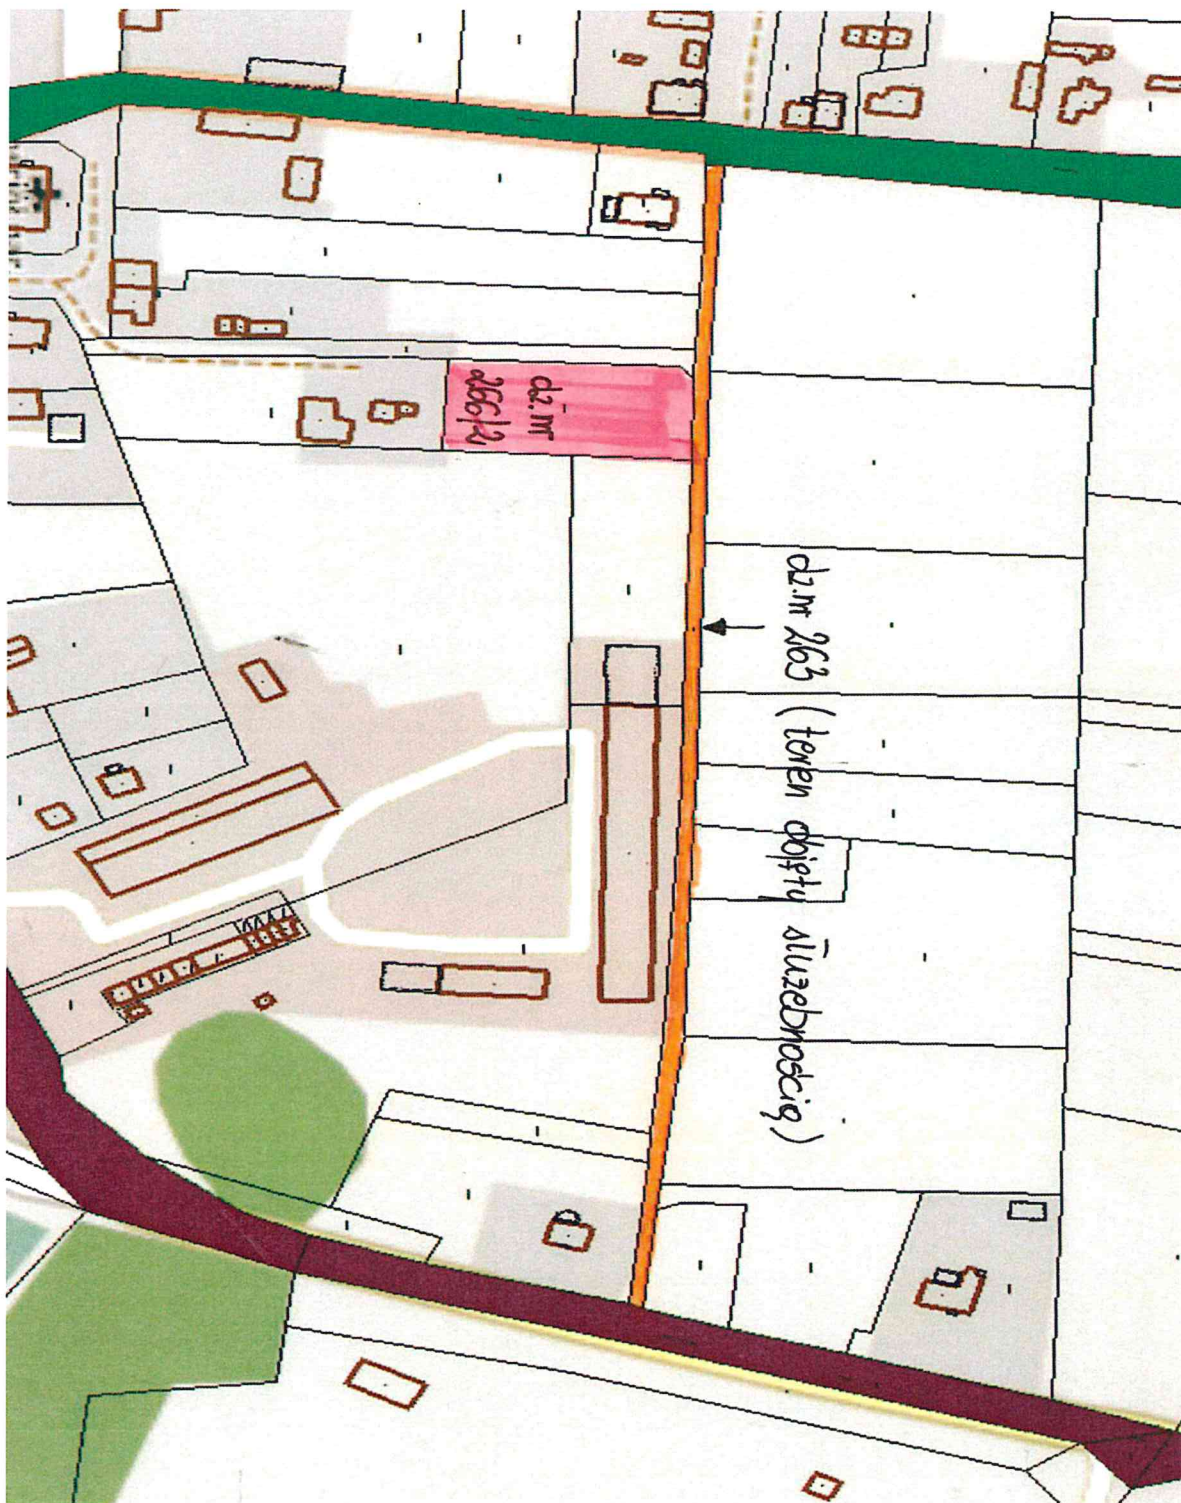 dz. nr
266/2
dz. nr 263 (teren objęty służebnością)